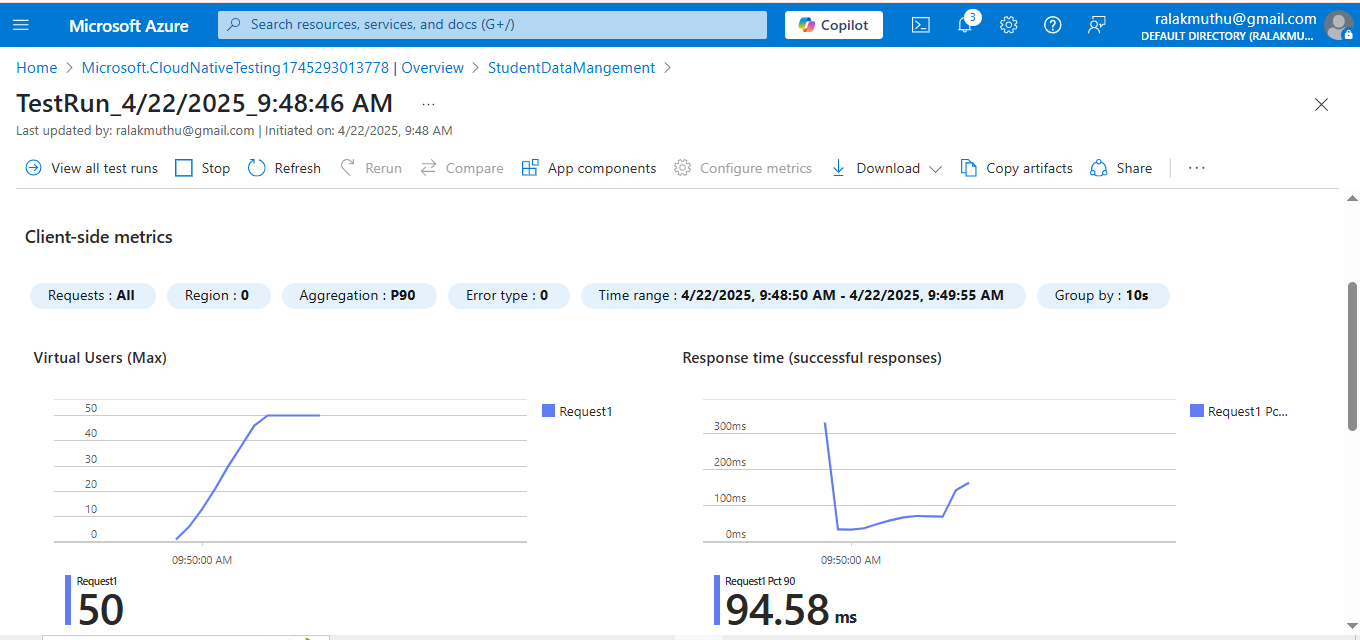 Microsoft Azure
Search resources, services, and docs (G+/)
Copilot
3
ralakmuthu@gmail.com
DEFAULT DIRECTORY (RALAKMU...
Home > Microsoft.CloudNativeTesting1745293013778 | Overview > StudentDataMangement >
TestRun_4/22/2025_9:48:46 AM ...
Last updated by: ralakmuthu@gmail.com | Initiated on: 4/22/2025, 9:48 AM
View all test runs Stop Refresh Rerun Compare App components Configure metrics Download Copy artifacts Share ...
Client-side metrics
Requests : All Region : 0 Aggregation : P90 Error type : 0 Time range : 4/22/2025, 9:48:50 AM - 4/22/2025, 9:49:55 AM Group by : 10s
Virtual Users (Max)
50
40
30
20
10
0
09:50:00 AM
Request1
Request1
50
Response time (successful responses)
300ms
200ms
100ms
0ms
09:50:00 AM
Request1 Pc...
Request1 Pct 90
94.58 ms